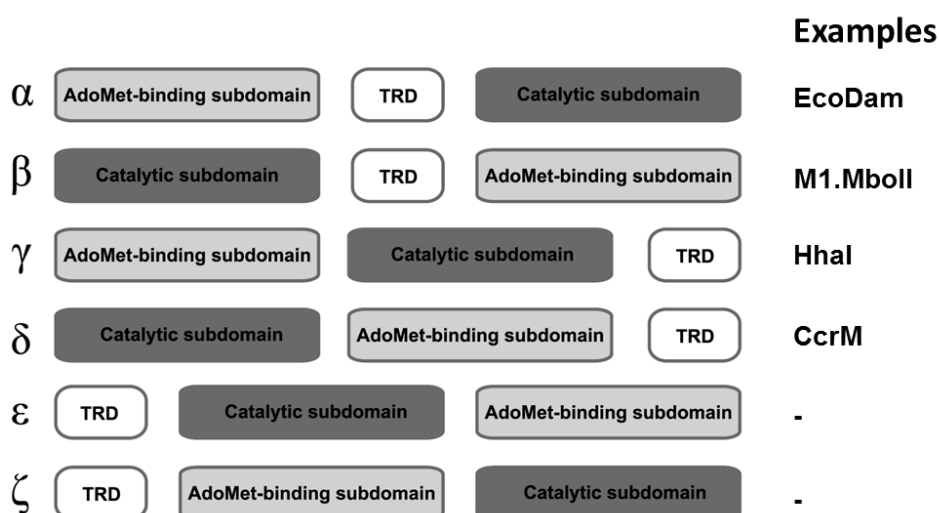 Examples
α AdoMet-binding subdomain TRD Catalytic subdomain EcoDam
β Catalytic subdomain TRD AdoMet-binding subdomain M1.MboII
γ AdoMet-binding subdomain Catalytic subdomain TRD HhaI
δ Catalytic subdomain AdoMet-binding subdomain TRD CcrM
ε TRD Catalytic subdomain AdoMet-binding subdomain -
ζ TRD AdoMet-binding subdomain Catalytic subdomain -